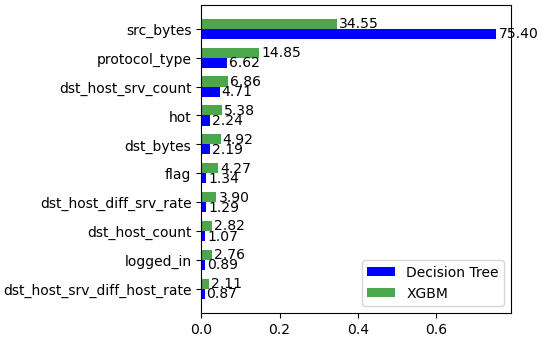 src_bytes 34.55
75.40
protocol_type 14.85
6.62
dst_host_srv_count 6.86
4.71
hot 5.38
2.24
dst_bytes 4.92
2.19
flag 4.27
1.34
dst_host_diff_srv_rate 3.90
1.29
dst_host_count 2.82
1.07
logged_in 2.76
0.89
dst_host_srv_diff_host_rate 2.11
0.87
Decision Tree
XGBM
0.0 0.2 0.4 0.6